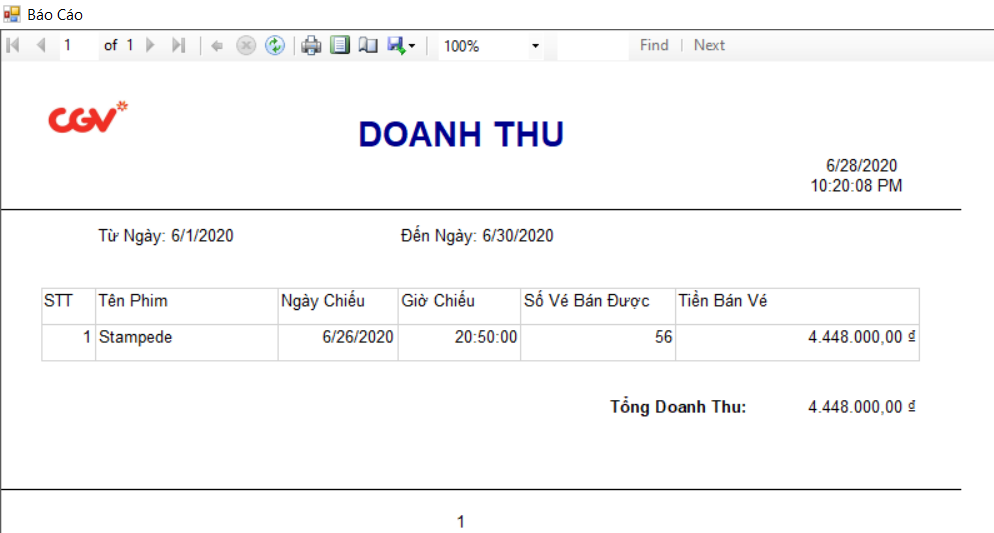 Báo Cáo
1 of 1 100% Find Next
CGV
DOANH THU
6/28/2020
10:20:08 PM
Từ Ngày: 6/1/2020 Đến Ngày: 6/30/2020
STT Tên Phim Ngày Chiếu Giờ Chiếu Số Vé Bán Được Tiền Bán Vé
1 Stampede 6/26/2020 20:50:00 56 4.448.000,00 ₫
Tổng Doanh Thu: 4.448.000,00 ₫
1